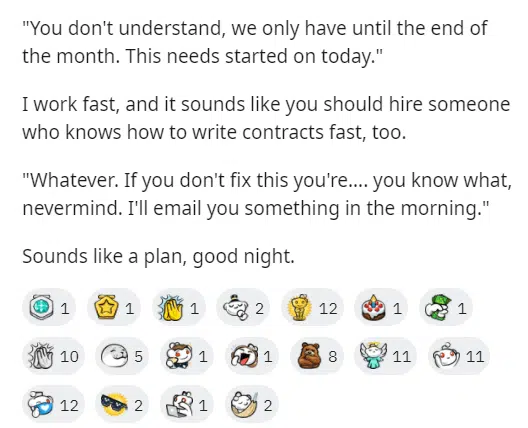 "You don't understand, we only have until the end of
the month. This needs started on today."
I work fast, and it sounds like you should hire someone
who knows how to write contracts fast, too.
"Whatever. If you don't fix this you're.... you know what,
nevermind. I'll email you something in the morning."
Sounds like a plan, good night.
1 1 1 2 12 1 1
10 5 1 1 8 11 11
12 2 1 2